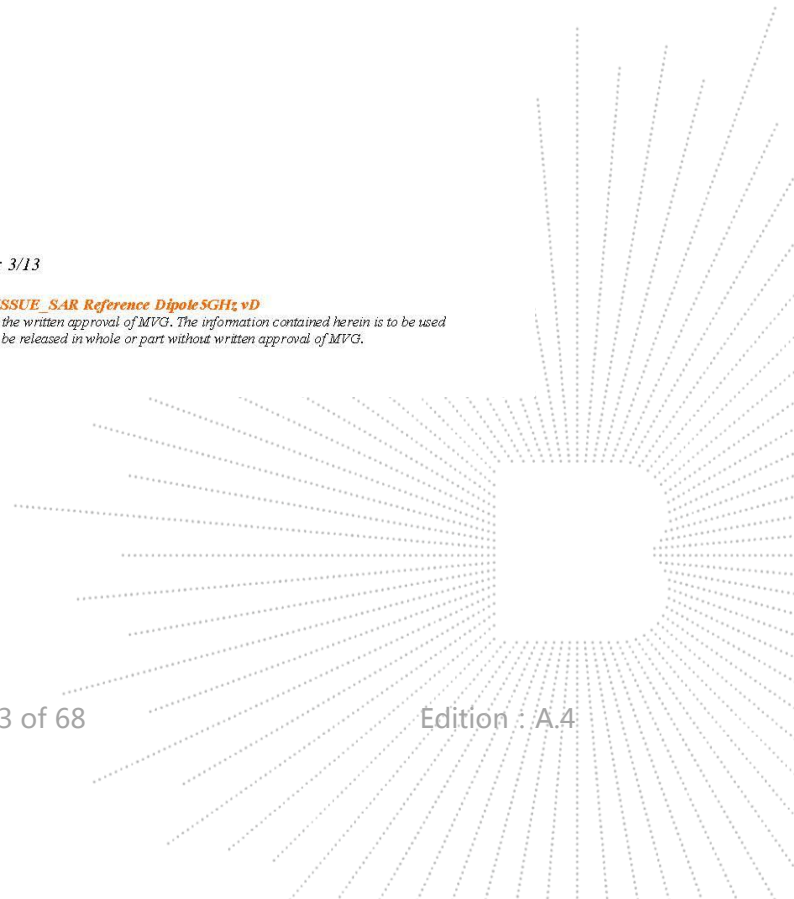 : 3/13
SSUE_SAR Reference Dipole5GHz vD
the written approval of MVG. The information contained herein is to be used
be released in whole or part without written approval of MVG.
3 of 68
Edition：A.4